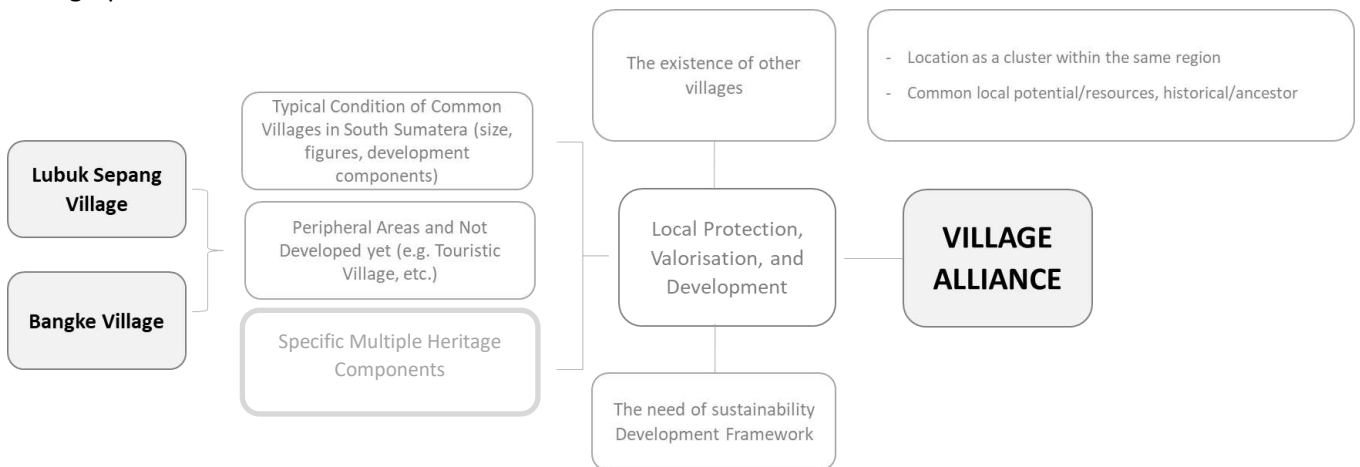 Lubuk Sepang
Village
Bangke Village
Typical Condition of Common
Villages in South Sumatera (size,
figures, development
components)
Peripheral Areas and Not
Developed yet (e.g. Touristic
Village, etc.)
Specific Multiple Heritage
Components
The existence of other
villages
Local Protection,
Valorisation, and
Development
The need of sustainability
Development Framework
- Location as a cluster within the same region
- Common local potential/resources, historical/ancestor
VILLAGE
ALLIANCE